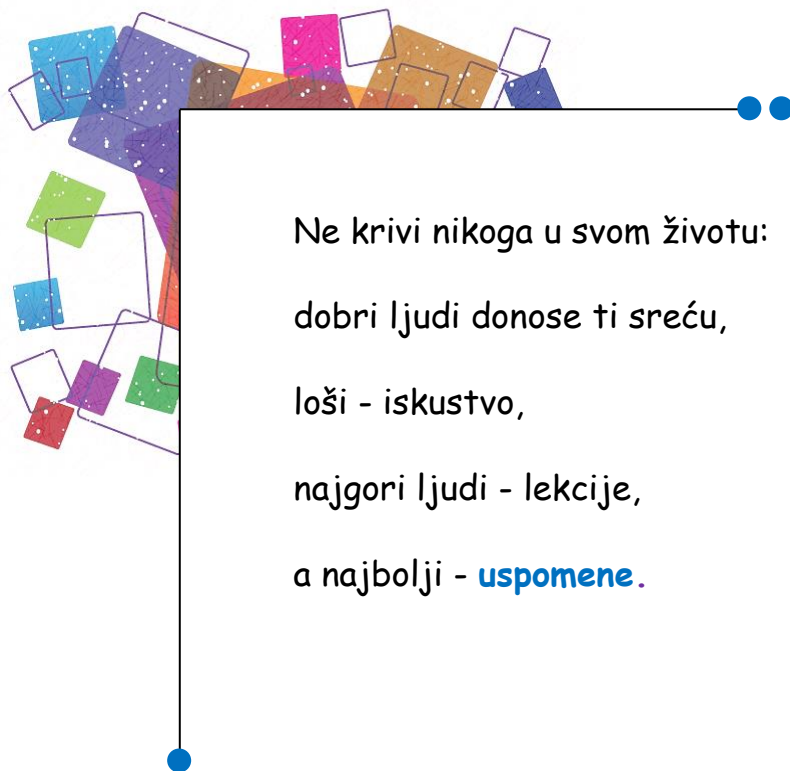 Ne krivi nikoga u svom životu:
dobri ljudi donose ti sreću,
loši - iskustvo,
najgori ljudi - lekcije,
a najbolji - uspomene.